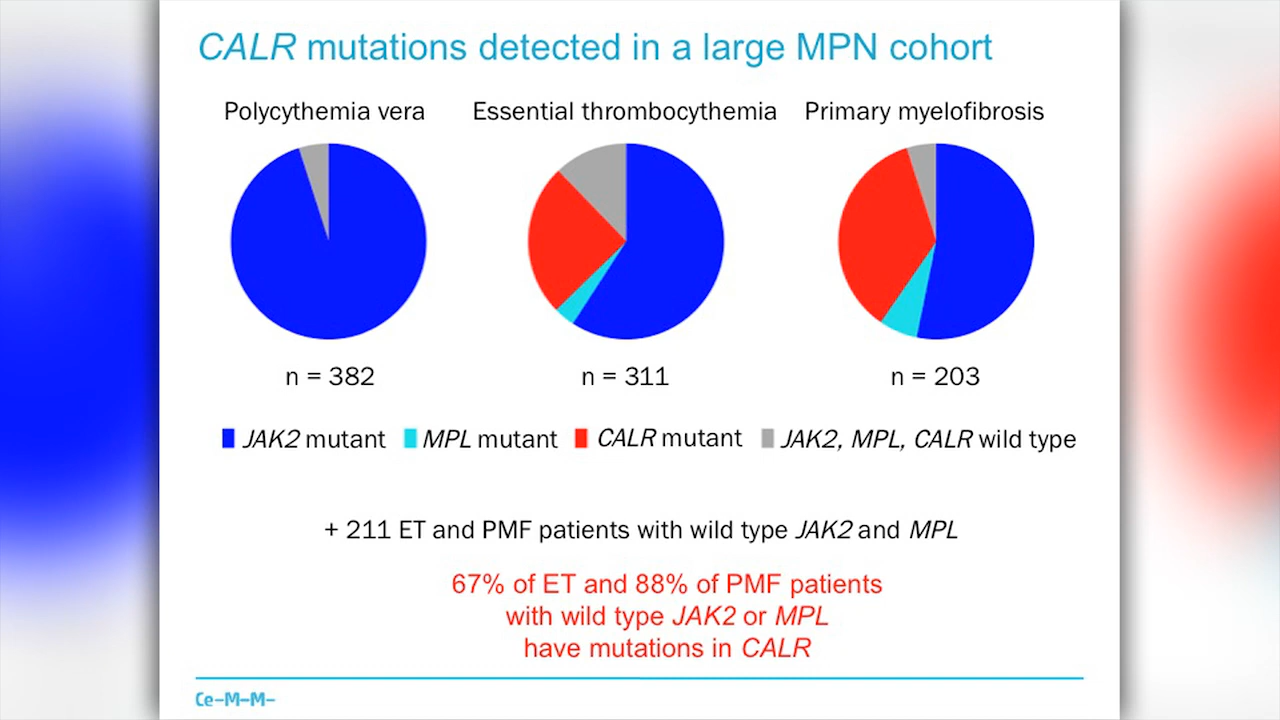 CALR mutations detected in a large MPN cohort
Polycythemia vera
Essential thrombocythemia
Primary myelofibrosis
n = 382
n = 311
n = 203
JAK2 mutant
MPL mutant
CALR mutant
JAK2, MPL, CALR wild type
+ 211 ET and PMF patients with wild type JAK2 and MPL
67% of ET and 88% of PMF patients
with wild type JAK2 or MPL
have mutations in CALR
Ce–M–M–